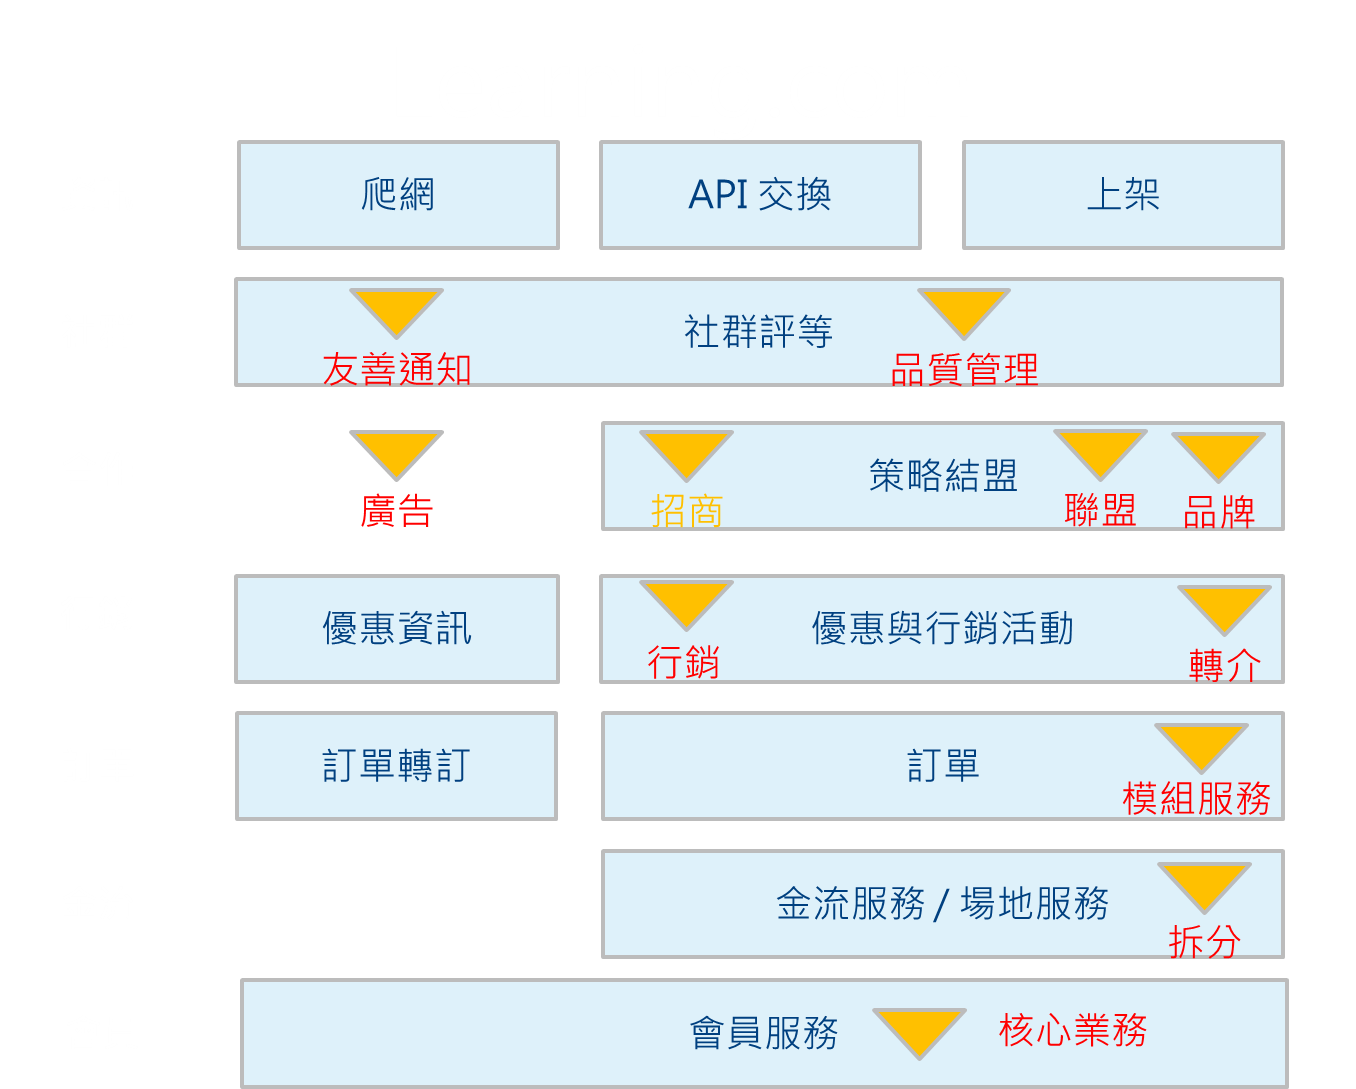 爬網
API 交換
上架
社群評等
友善通知
品質管理
策略結盟
廣告
招商
聯盟
品牌
優惠資訊
優惠與行銷活動
行銷
轉介
訂單轉訂
訂單
模組服務
金流服務 / 場地服務
拆分
會員服務
核心業務